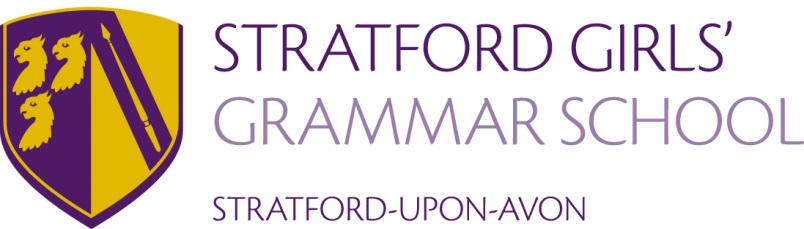 STRATFORD GIRLS'
GRAMMAR SCHOOL
STRATFORD-UPON-AVON